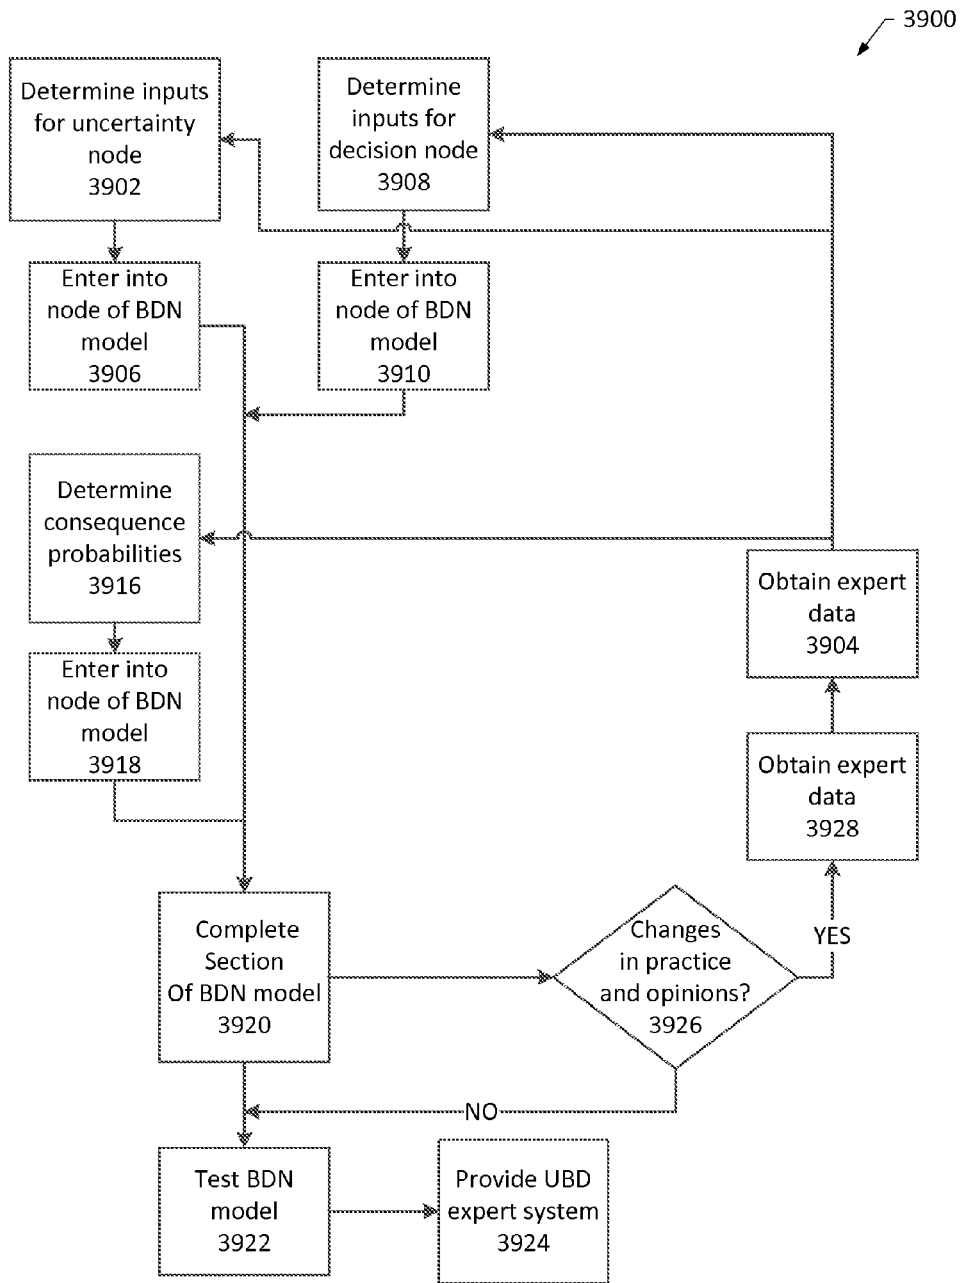 3900
Determine inputs
for uncertainty
node
3902
Determine
inputs for
decision node
3908
Enter into
node of BDN
model
3906
Enter into
node of BDN
model
3910
Determine
consequence
probabilities
3916
Obtain expert
data
3904
Enter into
node of BDN
model
3918
Obtain expert
data
3928
Complete
Section
Of BDN model
3920
Changes
in practice
and opinions?
3926
YES
NO
Test BDN
model
3922
Provide UBD
expert system
3924